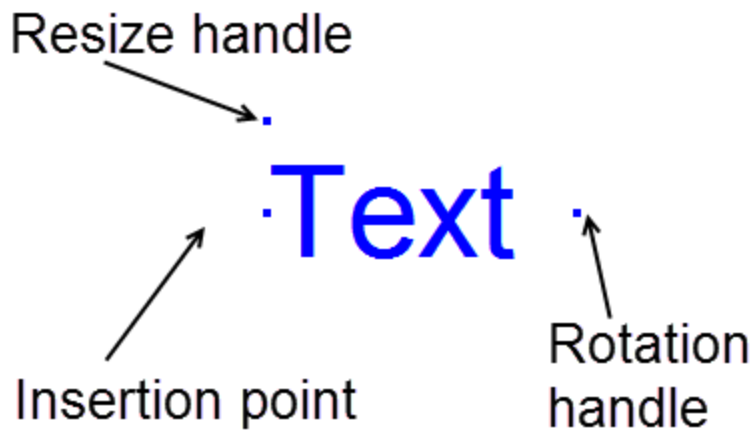 Resize handle
Text
Insertion point
Rotation
handle